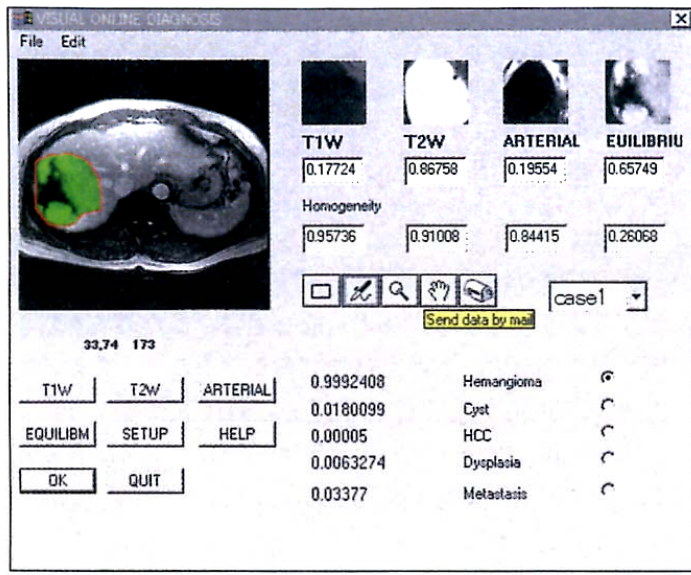 VISUAL ONLINE DIAGNOSIS
File Edit
T1W T2W ARTERIAL EUILIBRIU
0.17724 0.86758 0.19554 0.65749
Homogeneity
0.95736 0.91008 0.84415 0.26068
case1
Send data by mail
33,74 173
T1W T2W ARTERIAL
EQUILIBM SETUP HELP
OK QUIT
0.9992408 Hemangioma
0.0180099 Cyst
0.00005 HCC
0.0063274 Dysplasia
0.03377 Metastasis